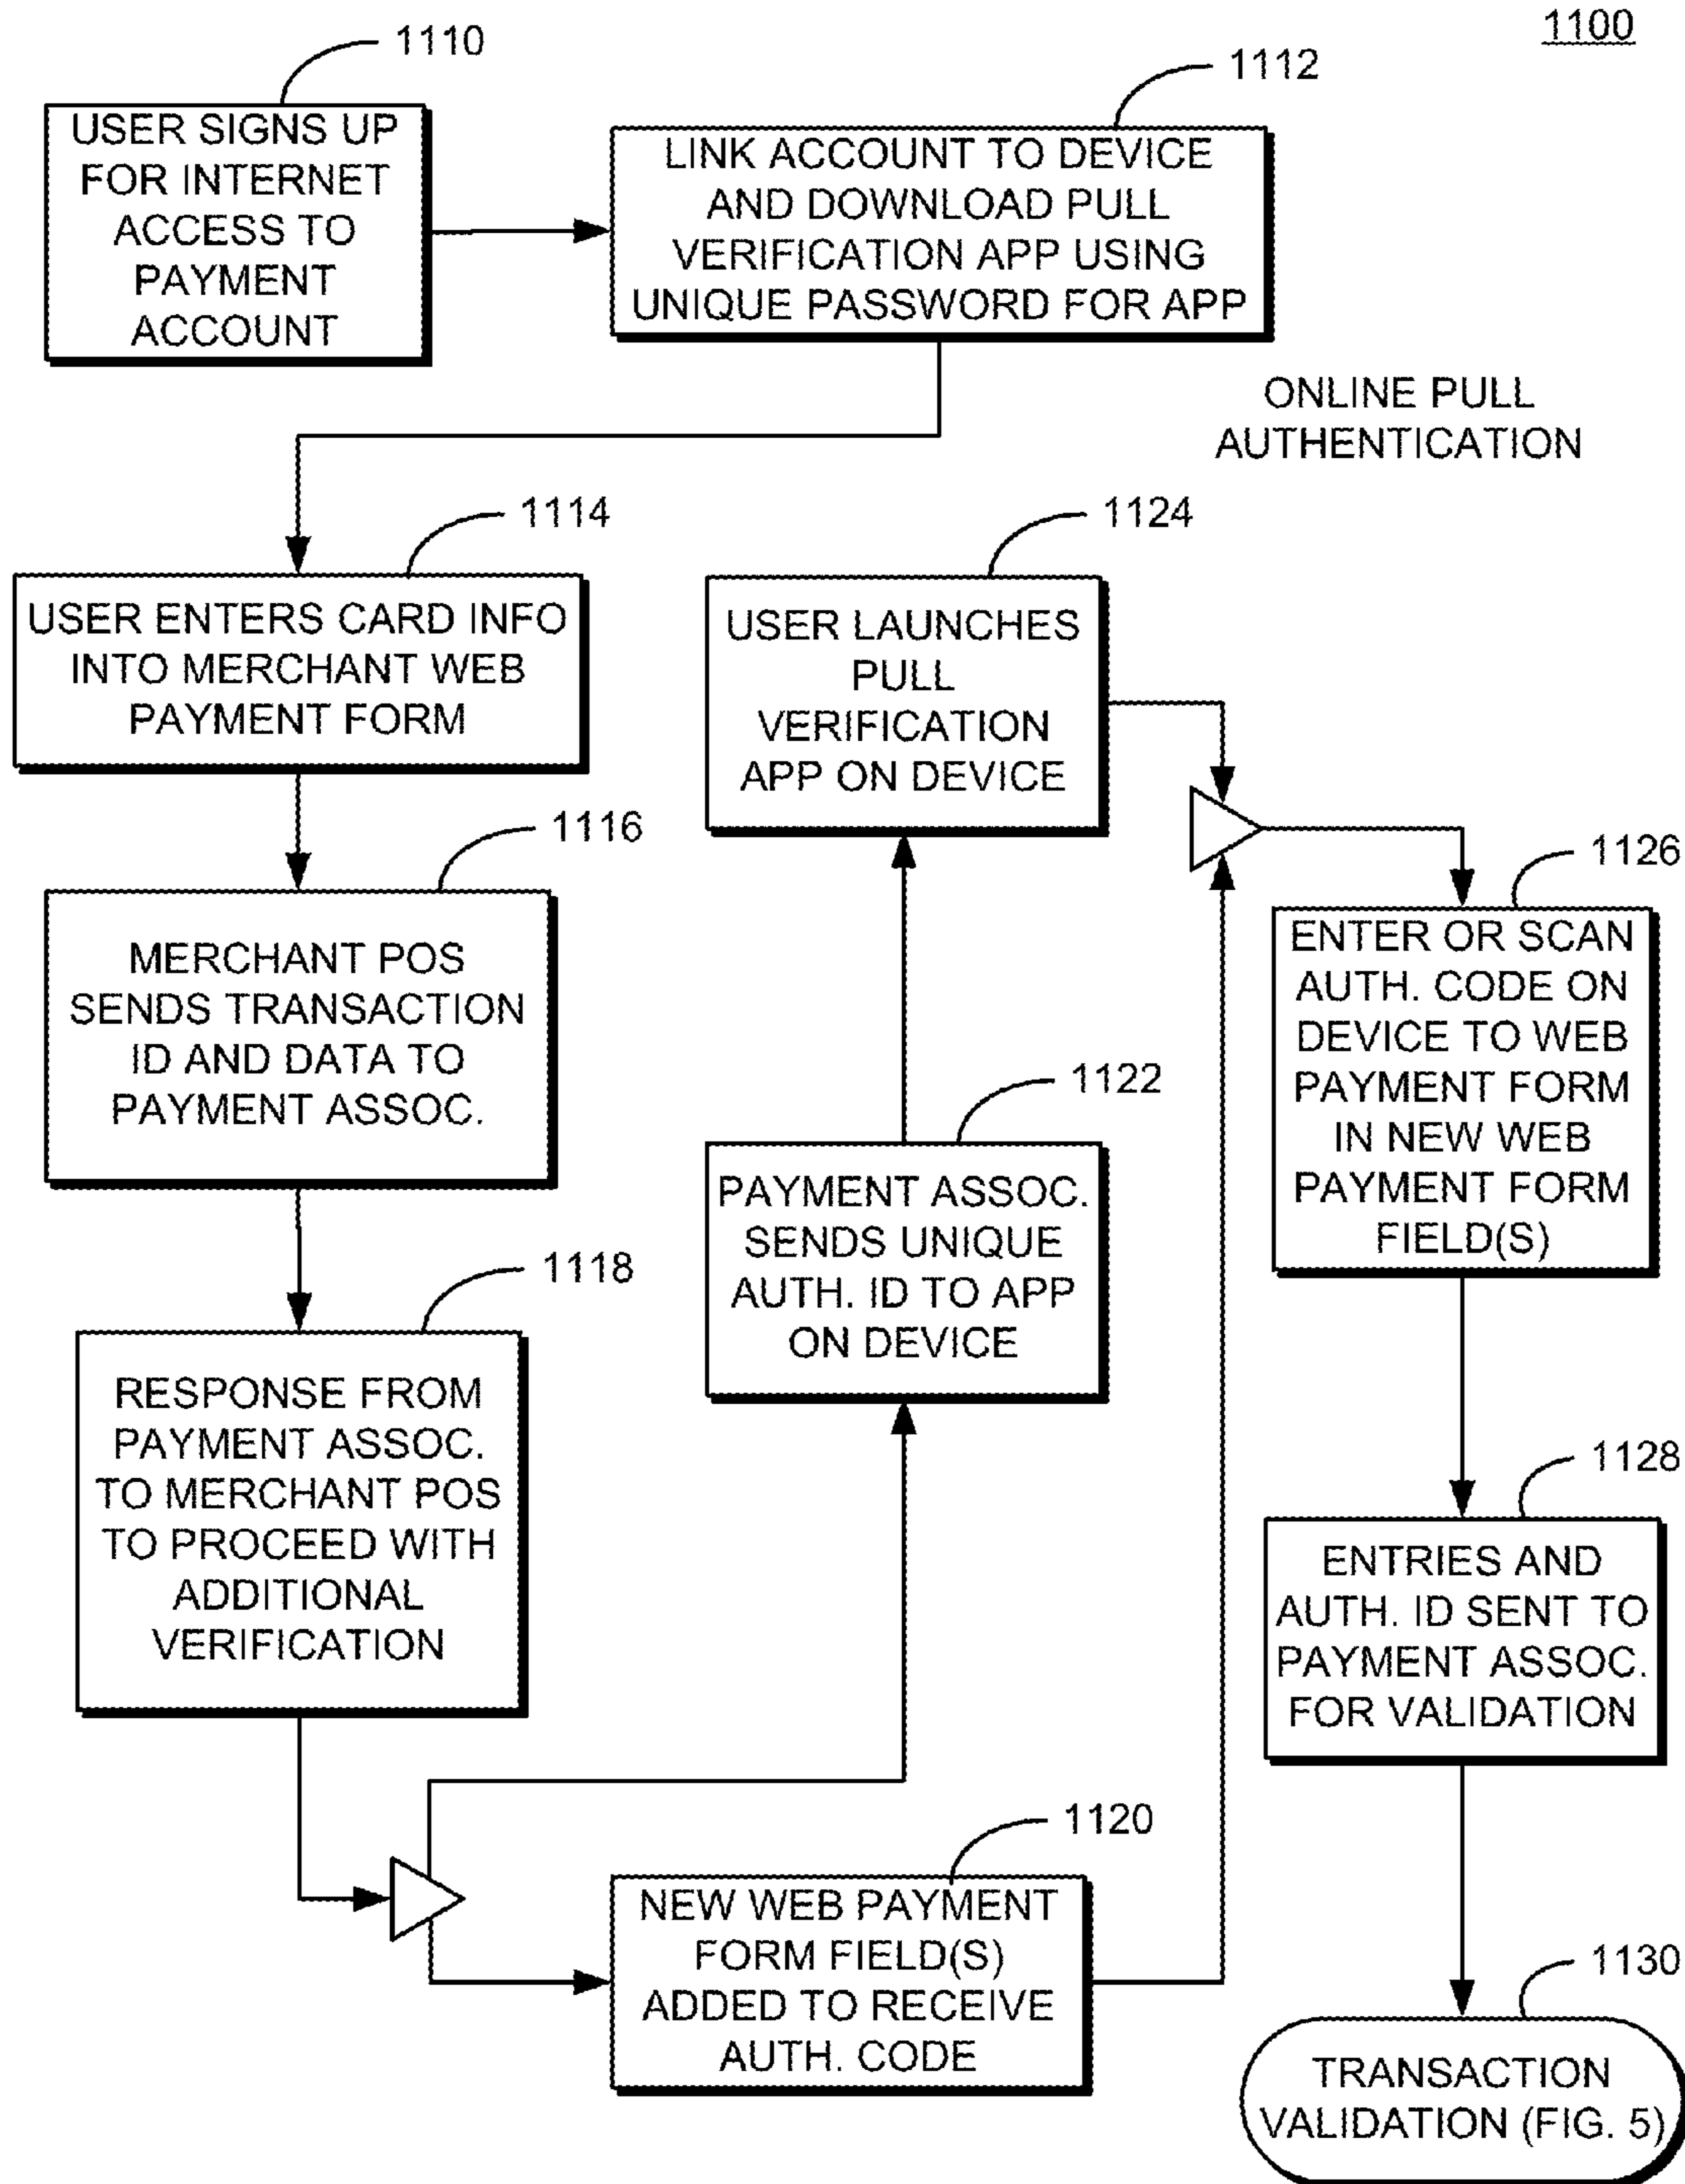 1100
1110
USER SIGNS UP
FOR INTERNET
ACCESS TO
PAYMENT
ACCOUNT
1112
LINK ACCOUNT TO DEVICE
AND DOWNLOAD PULL
VERIFICATION APP USING
UNIQUE PASSWORD FOR APP
ONLINE PULL
AUTHENTICATION
1114
USER ENTERS CARD INFO
INTO MERCHANT WEB
PAYMENT FORM
1116
MERCHANT POS
SENDS TRANSACTION
ID AND DATA TO
PAYMENT ASSOC.
1118
RESPONSE FROM
PAYMENT ASSOC.
TO MERCHANT POS
TO PROCEED WITH
ADDITIONAL
VERIFICATION
1120
NEW WEB PAYMENT
FORM FIELD(S)
ADDED TO RECEIVE
AUTH. CODE
1122
PAYMENT ASSOC.
SENDS UNIQUE
AUTH. ID TO APP
ON DEVICE
1124
USER LAUNCHES
PULL
VERIFICATION
APP ON DEVICE
1126
ENTER OR SCAN
AUTH. CODE ON
DEVICE TO WEB
PAYMENT FORM
IN NEW WEB
PAYMENT FORM
FIELD(S)
1128
ENTRIES AND
AUTH. ID SENT TO
PAYMENT ASSOC.
FOR VALIDATION
1130
TRANSACTION
VALIDATION (FIG. 5)